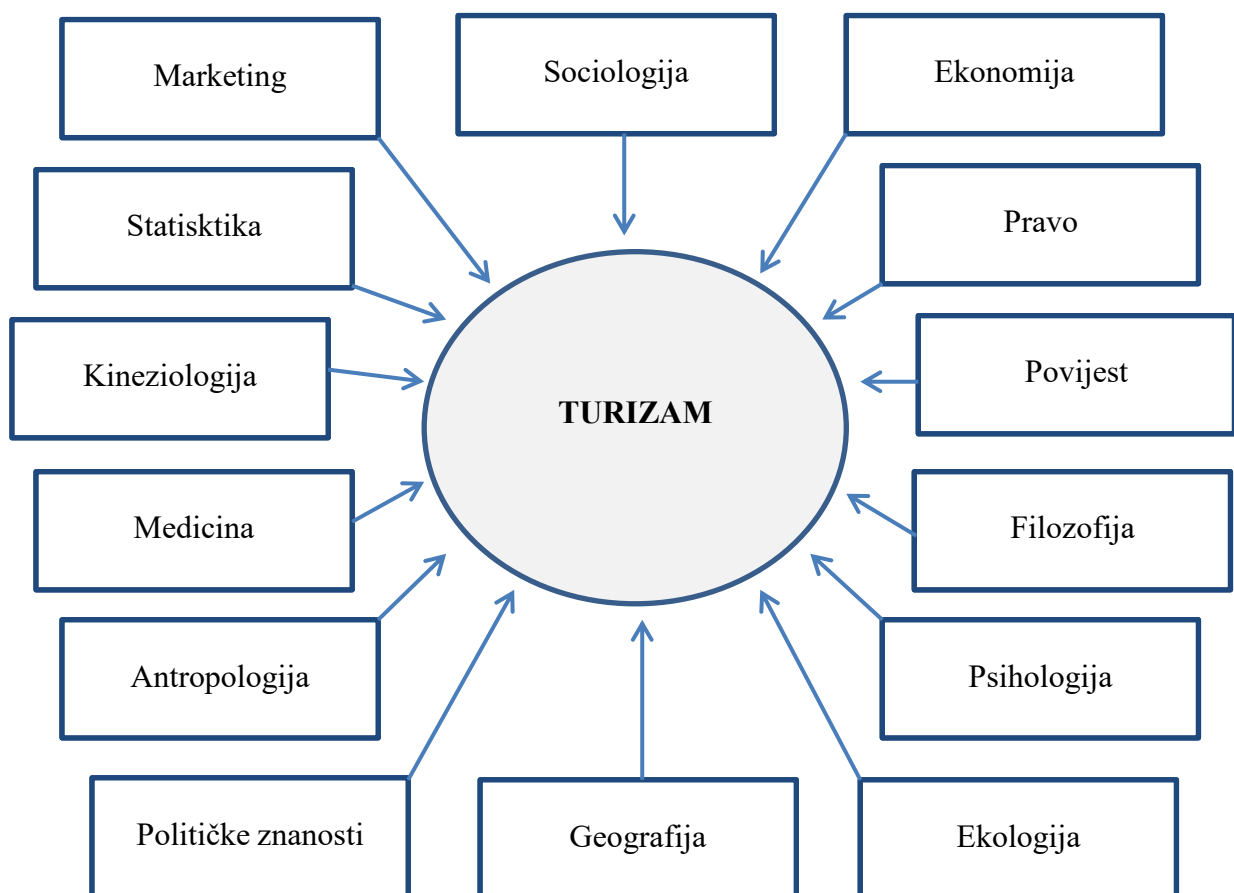 Marketing
Sociologija
Ekonomija
Statisktika
Pravo
Kineziologija
Povijest
TURIZAM
Medicina
Filozofija
Antropologija
Psihologija
Političke znanosti
Geografija
Ekologija